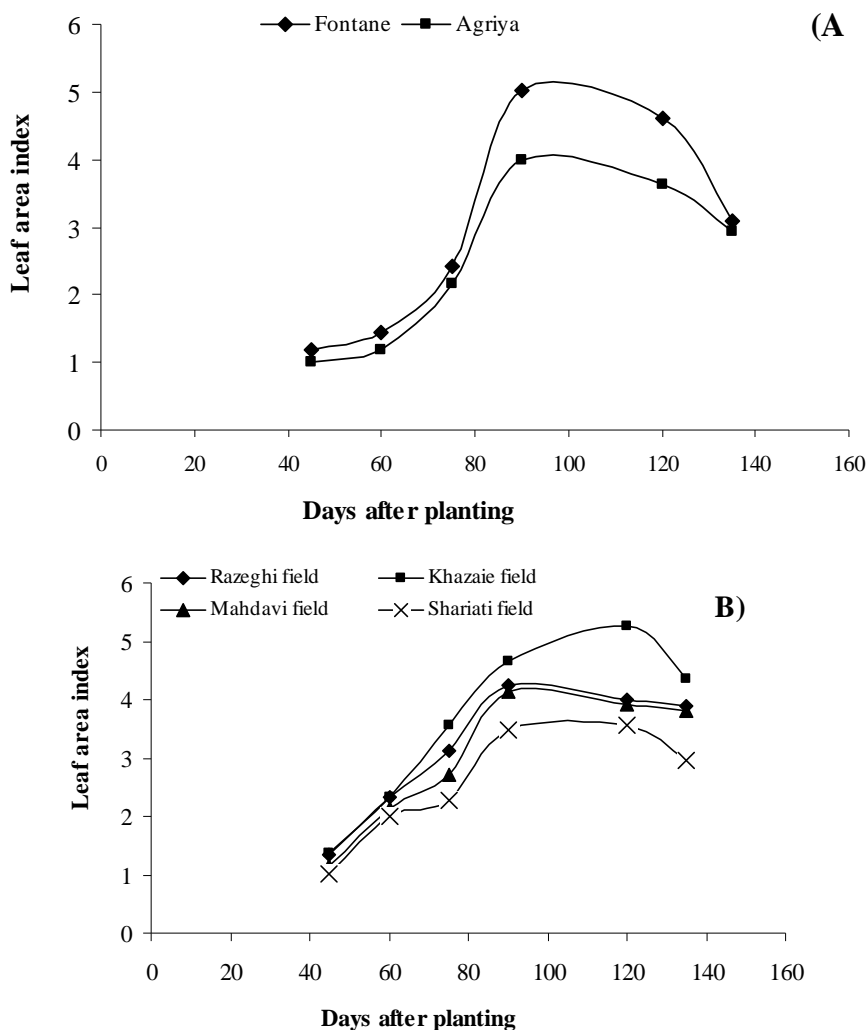 Fontane Agriya
(A
6
5
4
3
2
1
0
Leaf area index
0 20 40 60 80 100 120 140 160
Days after planting
Razeghi field Khazaie field
Mahdavi field Shariati field
B)
6
5
4
3
2
1
0
Leaf area index
0 20 40 60 80 100 120 140 160
Days after planting